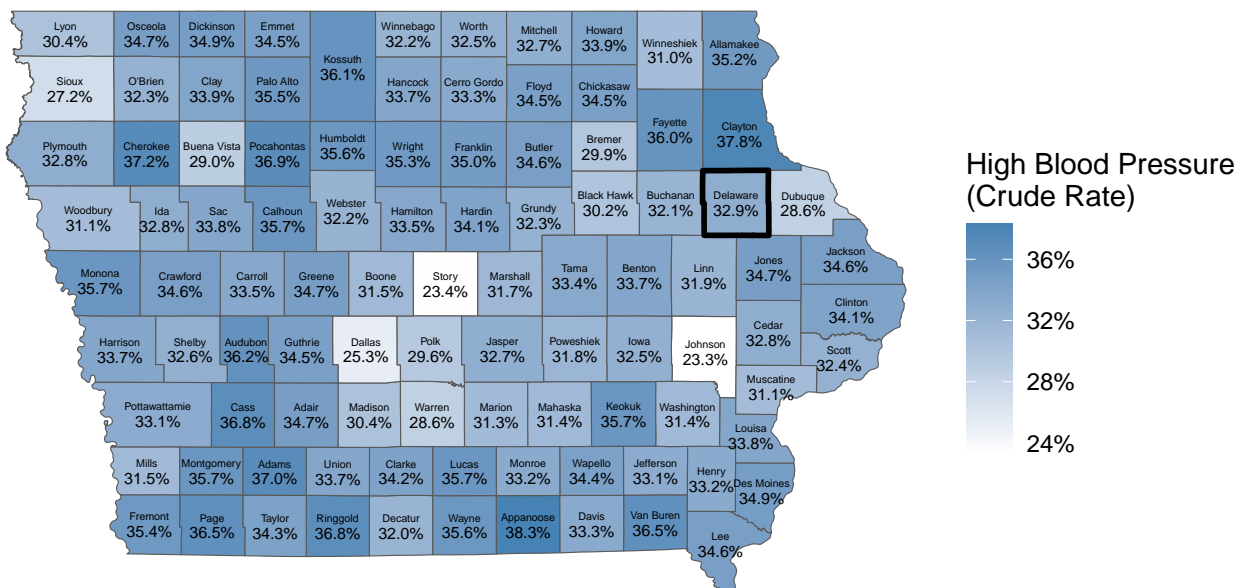 Lyon
30.4%
Osceola
34.7%
Dickinson
34.9%
Emmet
34.5%
Kossuth
36.1%
Winnebago
32.2%
Worth
32.5%
Mitchell
32.7%
Howard
33.9%
Winneshiek
31.0%
Allamakee
35.2%
Sioux
27.2%
O'Brien
32.3%
Clay
33.9%
Palo Alto
35.5%
Hancock
33.7%
Cerro Gordo
33.3%
Floyd
34.5%
Chickasaw
34.5%
Fayette
36.0%
Clayton
37.8%
Plymouth
32.8%
Cherokee
37.2%
Buena Vista
29.0%
Pocahontas
36.9%
Humboldt
35.6%
Wright
35.3%
Franklin
35.0%
Butler
34.6%
Bremer
29.9%
Woodbury
31.1%
Ida
32.8%
Sac
33.8%
Calhoun
35.7%
Webster
32.2%
Hamilton
33.5%
Hardin
34.1%
Grundy
32.3%
Black Hawk
30.2%
Buchanan
32.1%
Delaware
32.9%
Dubuque
28.6%
Monona
35.7%
Crawford
34.6%
Carroll
33.5%
Greene
34.7%
Boone
31.5%
Story
23.4%
Marshall
31.7%
Tama
33.4%
Benton
33.7%
Linn
31.9%
Jones
34.7%
Jackson
34.6%
Clinton
34.1%
Harrison
33.7%
Shelby
32.6%
Audubon
36.2%
Guthrie
34.5%
Dallas
25.3%
Polk
29.6%
Jasper
32.7%
Poweshiek
31.8%
Iowa
32.5%
Johnson
23.3%
Cedar
32.8%
Scott
32.4%
Muscatine
31.1%
Pottawattamie
33.1%
Cass
36.8%
Adair
34.7%
Madison
30.4%
Warren
28.6%
Marion
31.3%
Mahaska
31.4%
Keokuk
35.7%
Washington
31.4%
Louisa
33.8%
Mills
31.5%
Montgomery
35.7%
Adams
37.0%
Union
33.7%
Clarke
34.2%
Lucas
35.7%
Monroe
33.2%
Wapello
34.4%
Jefferson
33.1%
Henry
33.2%
Des Moines
34.9%
Fremont
35.4%
Page
36.5%
Taylor
34.3%
Ringgold
36.8%
Decatur
32.0%
Wayne
35.6%
Appanoose
38.3%
Davis
33.3%
Van Buren
36.5%
Lee
34.6%
High Blood Pressure
(Crude Rate)
36%
32%
28%
24%